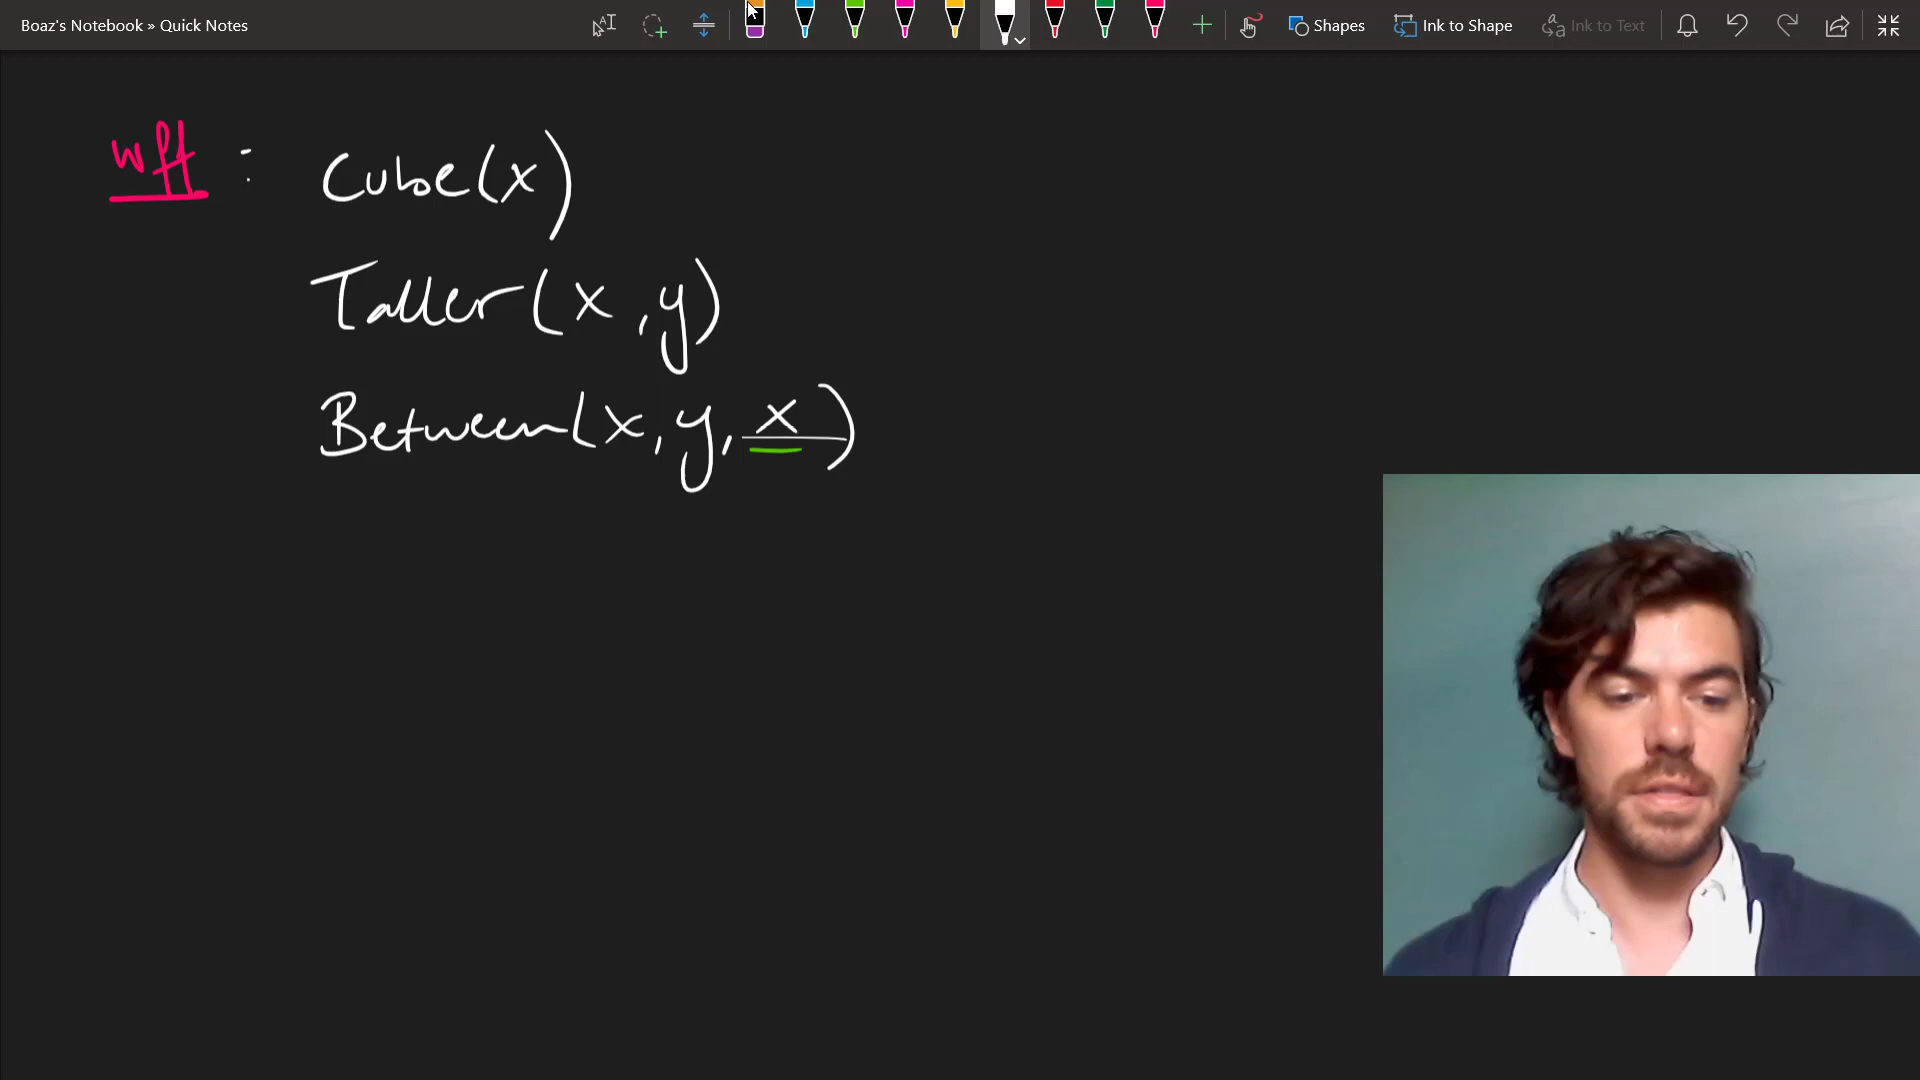 Boaz's Notebook » Quick Notes
Shapes
Ink to Shape
Ink to Text
wff : Cube(x)
Taller(x,y)
Between(x,y,x)